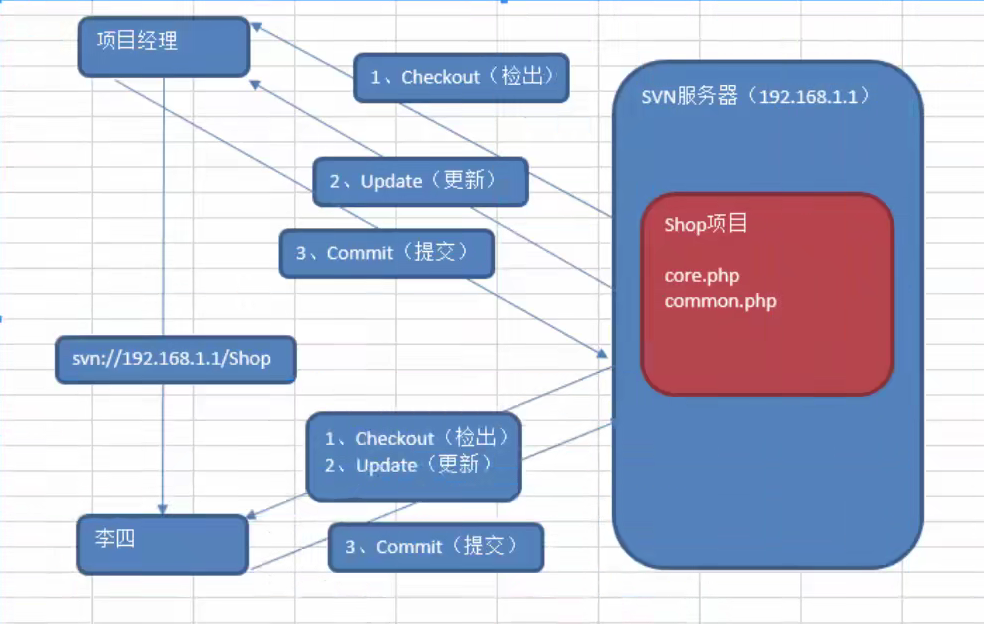 项目经理
1、Checkout（检出）
SVN服务器（192.168.1.1）
2、Update（更新）
Shop项目
3、Commit（提交）
core.php
common.php
svn://192.168.1.1/Shop
1、Checkout（检出）
2、Update（更新）
李四
3、Commit（提交）